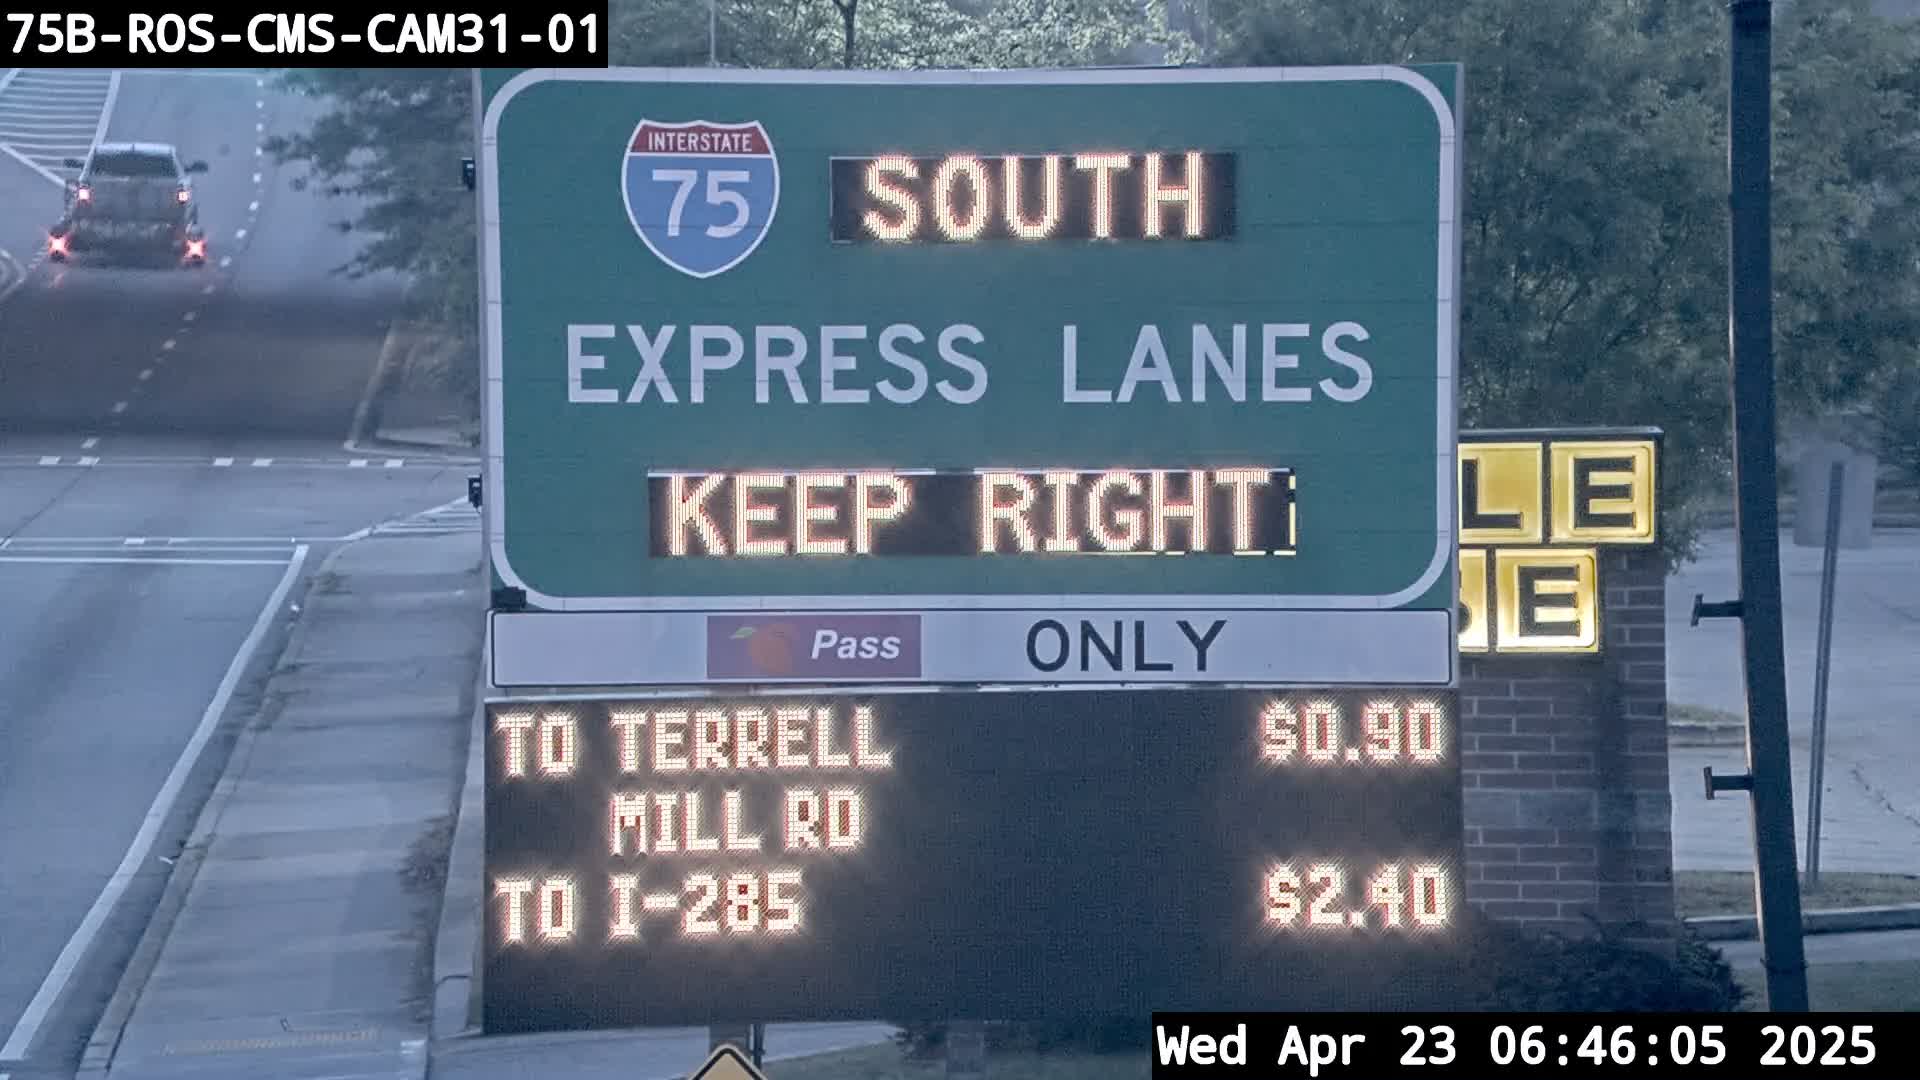 75B-ROS-CMS-CAM31-01
INTERSTATE
75
SOUTH
EXPRESS LANES
KEEP RIGHT
Pass ONLY
TO TERRELL $0.90
MILL RD
TO I-285 $2.40
LE
E
Wed Apr 23 06:46:05 2025